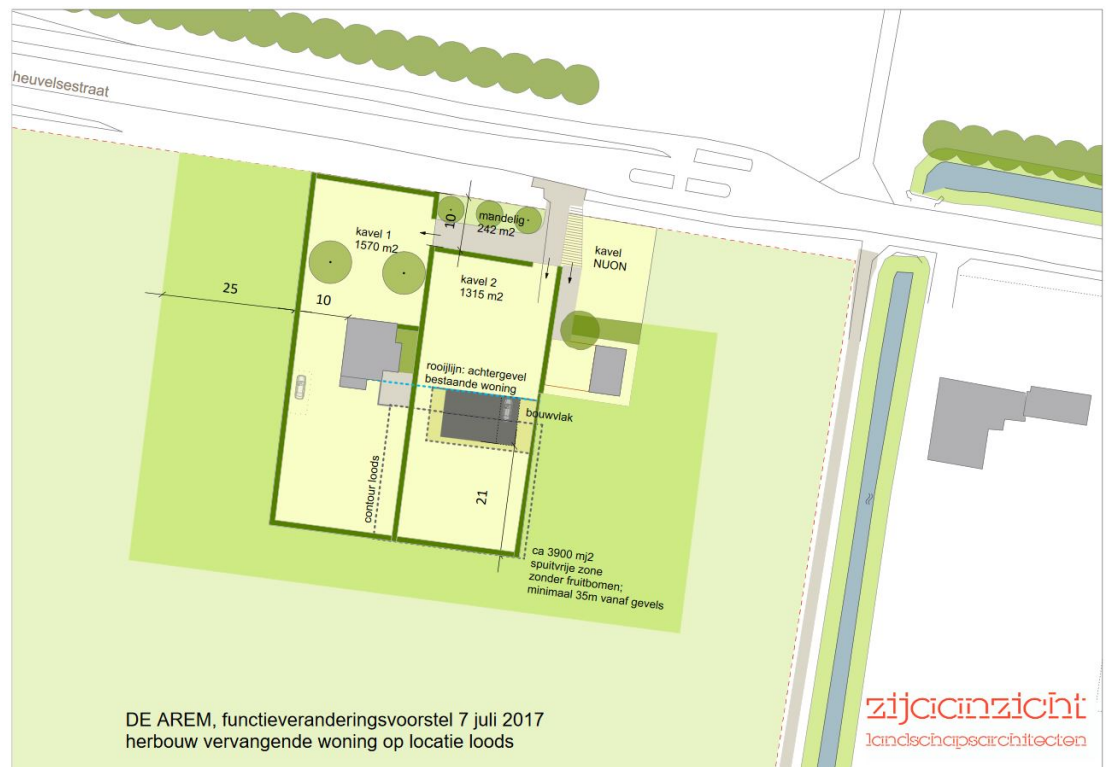 heuvelsestraat
kavel 1
1570 m2
10
mandelig
242 m2
kavel
NUON
kavel 2
1315 m2
25
10
rooijlijn: achtergevel
bestaande woning
bouwvlak
contour loods
21
ca 3900 mj2
spuitvrije zone
zonder fruitbomen;
minimaal 35m vanaf gevels
DE AREM, functieveranderingsvoorstel 7 juli 2017
herbouw vervangende woning op locatie loods
zijaanzicht
landschapsarchitecten